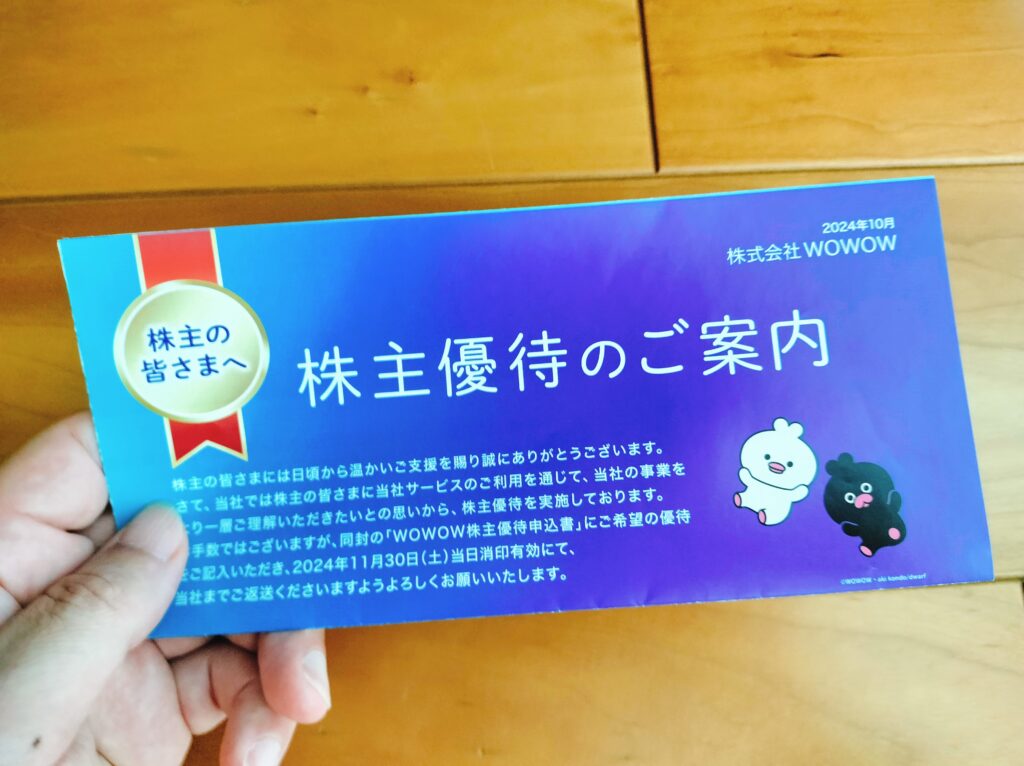 2024年10月
株式会社WOWOW
株主の
皆さまへ
株主優待のご案内
株主の皆さまには日頃から温かいご支援を賜り誠にありがとうございます。
さて、当社では株主の皆さまに当社サービスのご利用を通じて、当社の事業を
より一層ご理解いただきたいとの思いから、株主優待を実施しております。
手数ではございますが、同封の「WOWOW株主優待申込書」にご希望の優待
をご記入いただき、2024年11月30日(土)当日消印有効にて、
当社までご返送くださいますようよろしくお願いいたします。
©WOWOW・aki kondo/dwarf